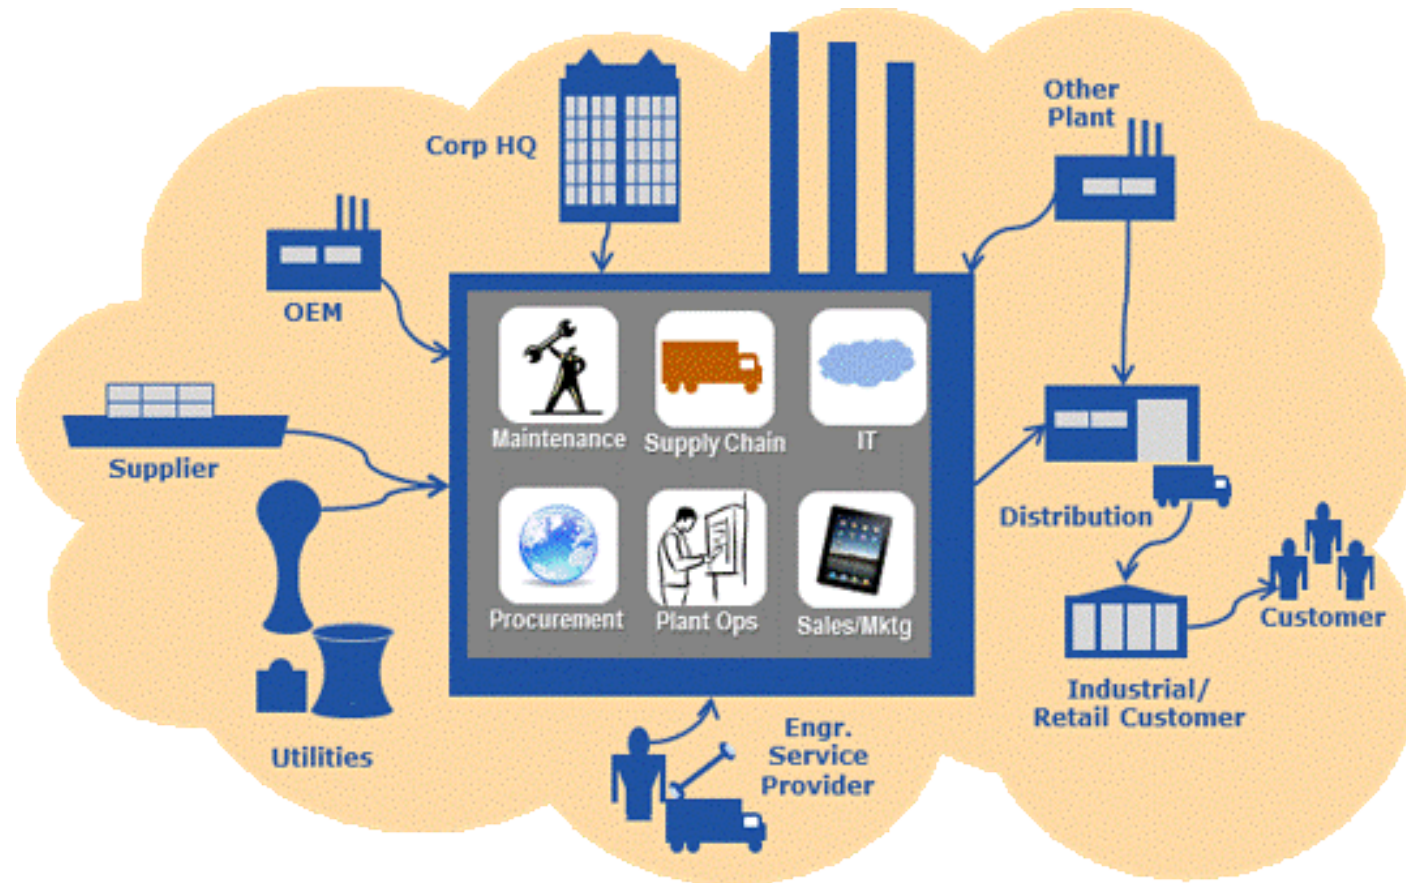 Other
Plant
Corp HQ
OEM
Maintenance
Supply Chain
IT
Supplier
Distribution
Procurement
Plant Ops
Sales/Mktg
Customer
Industrial/
Retail Customer
Utilities
Engr.
Service
Provider